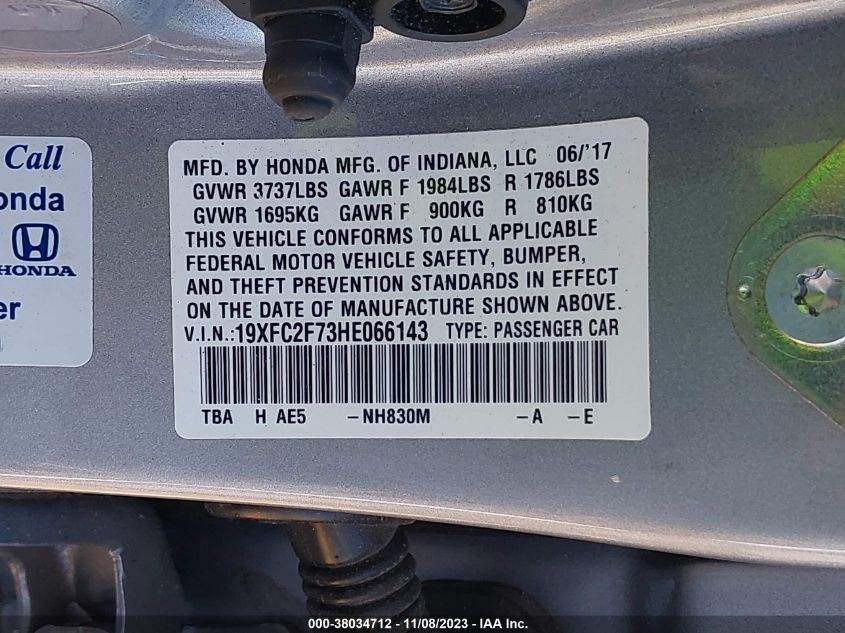 Call
onda
HONDA
er
MFD. BY HONDA MFG. OF INDIANA, LLC 06/'17
GVWR 3737LBS GAWR F 1984LBS R 1786LBS
GVWR 1695KG GAWR F 900KG R 810KG
THIS VEHICLE CONFORMS TO ALL APPLICABLE
FEDERAL MOTOR VEHICLE SAFETY, BUMPER,
AND THEFT PREVENTION STANDARDS IN EFFECT
ON THE DATE OF MANUFACTURE SHOWN ABOVE.
V.I.N.:19XFC2F73HE066143 TYPE: PASSENGER CAR
TBA H AE5 -NH830M -A -E
000-38034712 - 11/08/2023 - IAA Inc.